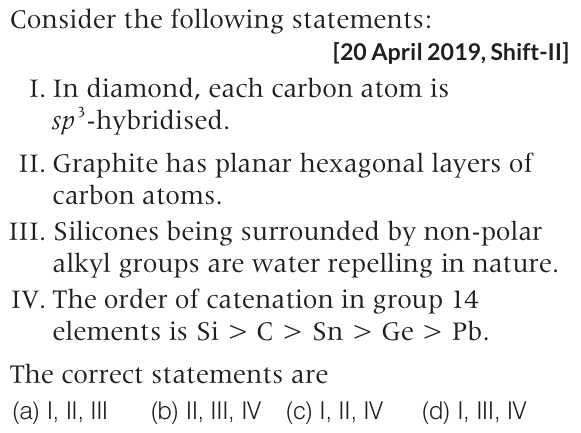 Consider the following statements:
[20 April 2019, Shift-II]
I. In diamond, each carbon atom is
sp³-hybridised.
II. Graphite has planar hexagonal layers of
carbon atoms.
III. Silicones being surrounded by non-polar
alkyl groups are water repelling in nature.
IV. The order of catenation in group 14
elements is Si > C > Sn > Ge > Pb.
The correct statements are
(a) I, II, III (b) II, III, IV (c) I, II, IV (d) I, III, IV